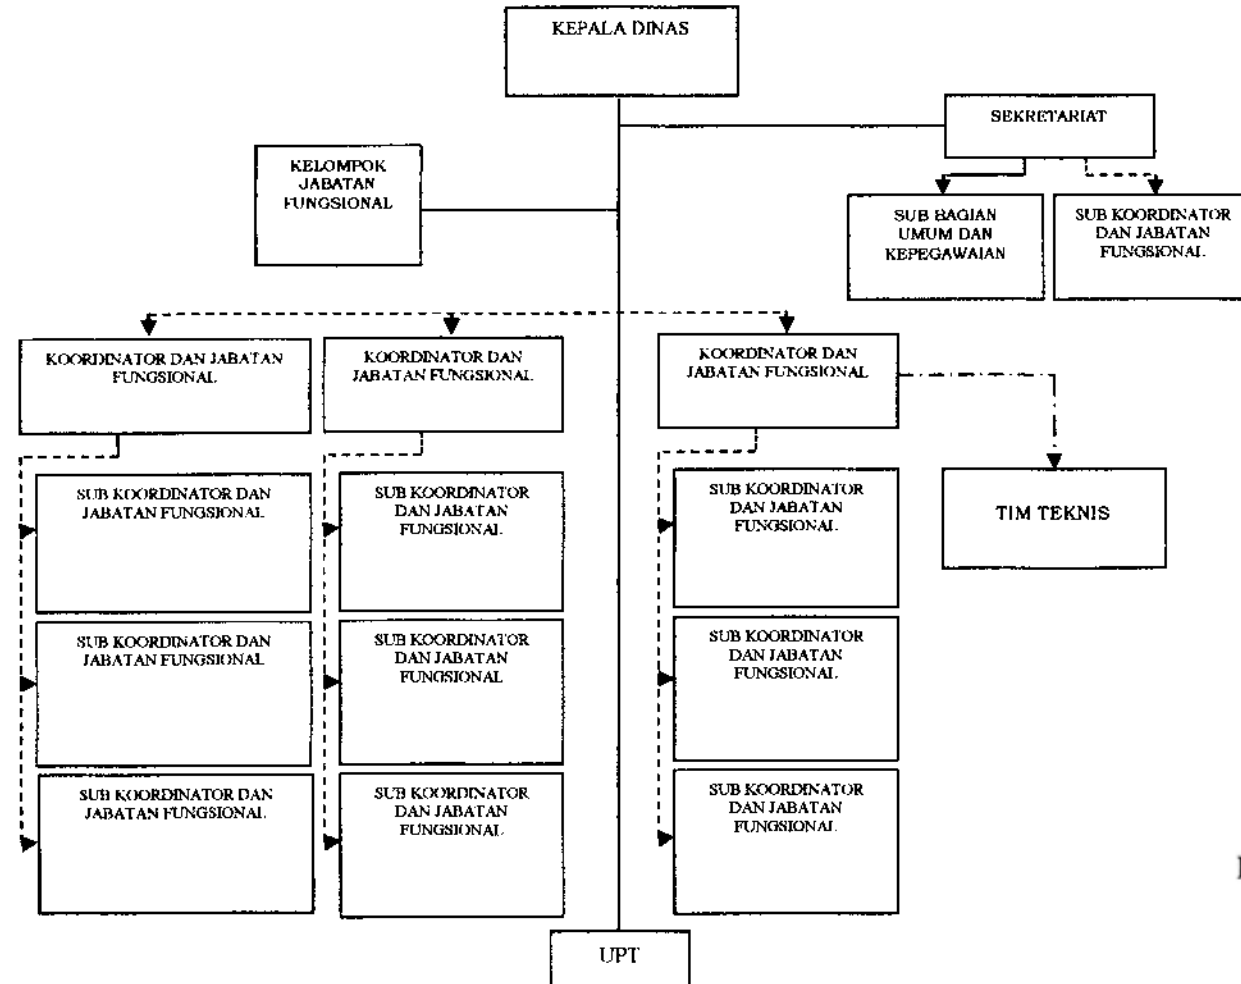 KEPALA DINAS
SEKRETARIAT
KELOMPOK
JABATAN
FUNGSIONAL
SUB BAGIAN
UMUM DAN
KEPEGAWAIAN
SUB KOORDINATOR
DAN JABATAN
FUNGSIONAL
KOORDINATOR DAN JABATAN
FUNGSIONAL
KOORDINATOR DAN
JABATAN FUNGSIONAL
KOORDINATOR DAN
JABATAN FUNGSIONAL
SUB KOORDINATOR DAN
JABATAN FUNGSIONAL
SUB KOORDINATOR
DAN JABATAN
FUNGSIONAL
SUB KOORDINATOR
DAN JABATAN
FUNGSIONAL
TIM TEKNIS
SUB KOORDINATOR DAN
JABATAN FUNGSIONAL
SUB KOORDINATOR
DAN JABATAN
FUNGSIONAL
SUB KOORDINATOR
DAN JABATAN
FUNGSIONAL
SUB KOORDINATOR DAN
JABATAN FUNGSIONAL
SUB KOORDINATOR
DAN JABATAN
FUNGSIONAL
SUB KOORDINATOR
DAN JABATAN
FUNGSIONAL
UPT